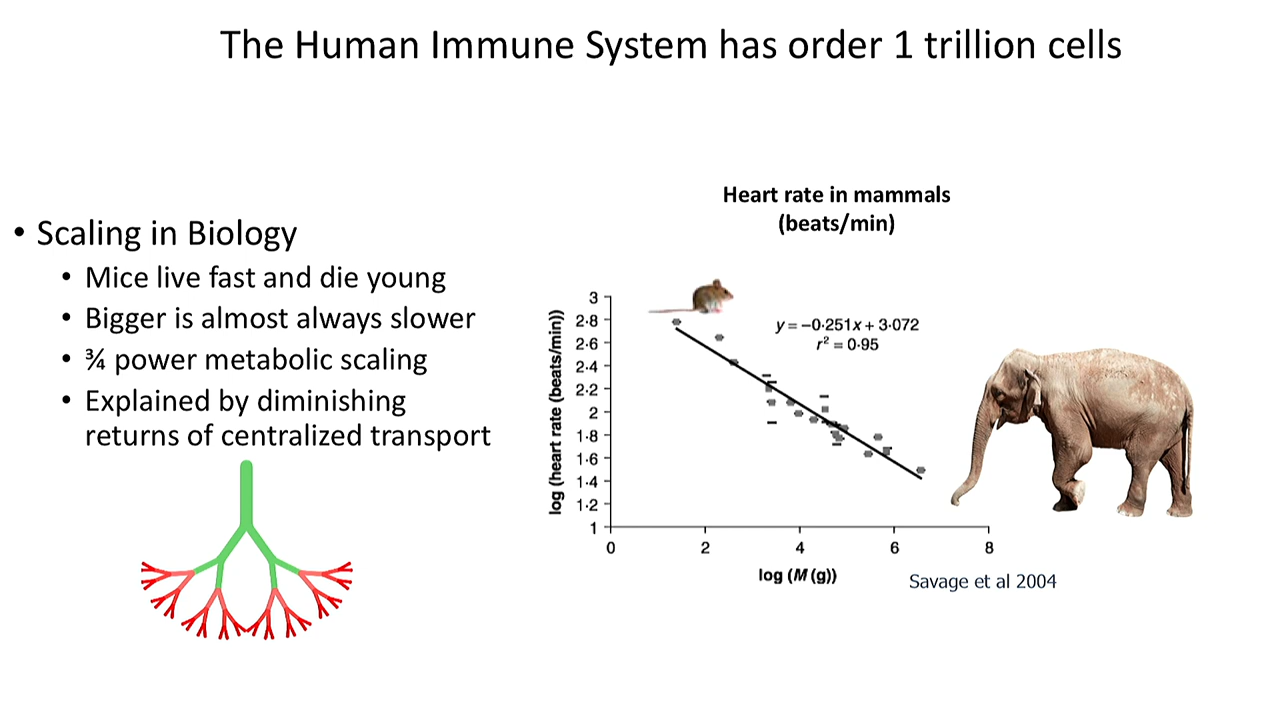 The Human Immune System has order 1 trillion cells
• Scaling in Biology
• Mice live fast and die young
• Bigger is almost always slower
• ¾ power metabolic scaling
• Explained by diminishing
returns of centralized transport
Heart rate in mammals
(beats/min)
log (heart rate (beats/min))
3
2·8
2·6
2·4
2·2
2
1·8
1·6
1·4
1·2
1
y = −0·251x + 3·072
r² = 0·95
0 2 4 6 8
log (M (g))
Savage et al 2004